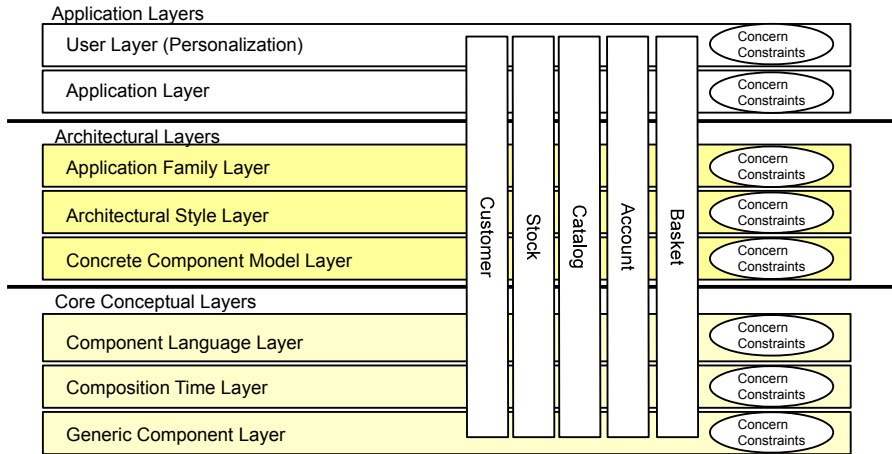 Application Layers
User Layer (Personalization)
Concern
Constraints
Application Layer
Concern
Constraints
Architectural Layers
Application Family Layer
Concern
Constraints
Architectural Style Layer
Concern
Constraints
Concrete Component Model Layer
Concern
Constraints
Customer
Stock
Catalog
Account
Basket
Core Conceptual Layers
Component Language Layer
Concern
Constraints
Composition Time Layer
Concern
Constraints
Generic Component Layer
Concern
Constraints